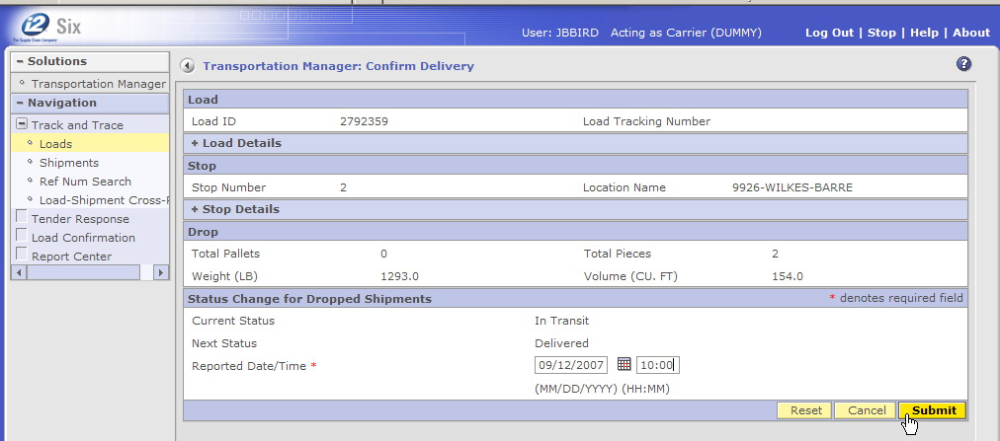 i2 Six
The Supply Chain Company
User: JBBIRD Acting as Carrier (DUMMY) Log Out | Stop | Help | About
Solutions
Transportation Manager
Navigation
Track and Trace
Loads
Shipments
Ref Num Search
Load-Shipment Cross-
Tender Response
Load Confirmation
Report Center
Transportation Manager: Confirm Delivery ?
Load
Load ID 2792359 Load Tracking Number
+ Load Details
Stop
Stop Number 2 Location Name 9926-WILKES-BARRE
+ Stop Details
Drop
Total Pallets 0 Total Pieces 2
Weight (LB) 1293.0 Volume (CU. FT) 154.0
Status Change for Dropped Shipments * denotes required field
Current Status In Transit
Next Status Delivered
Reported Date/Time * 09/12/2007 10:00
(MM/DD/YYYY) (HH:MM)
Reset Cancel Submit